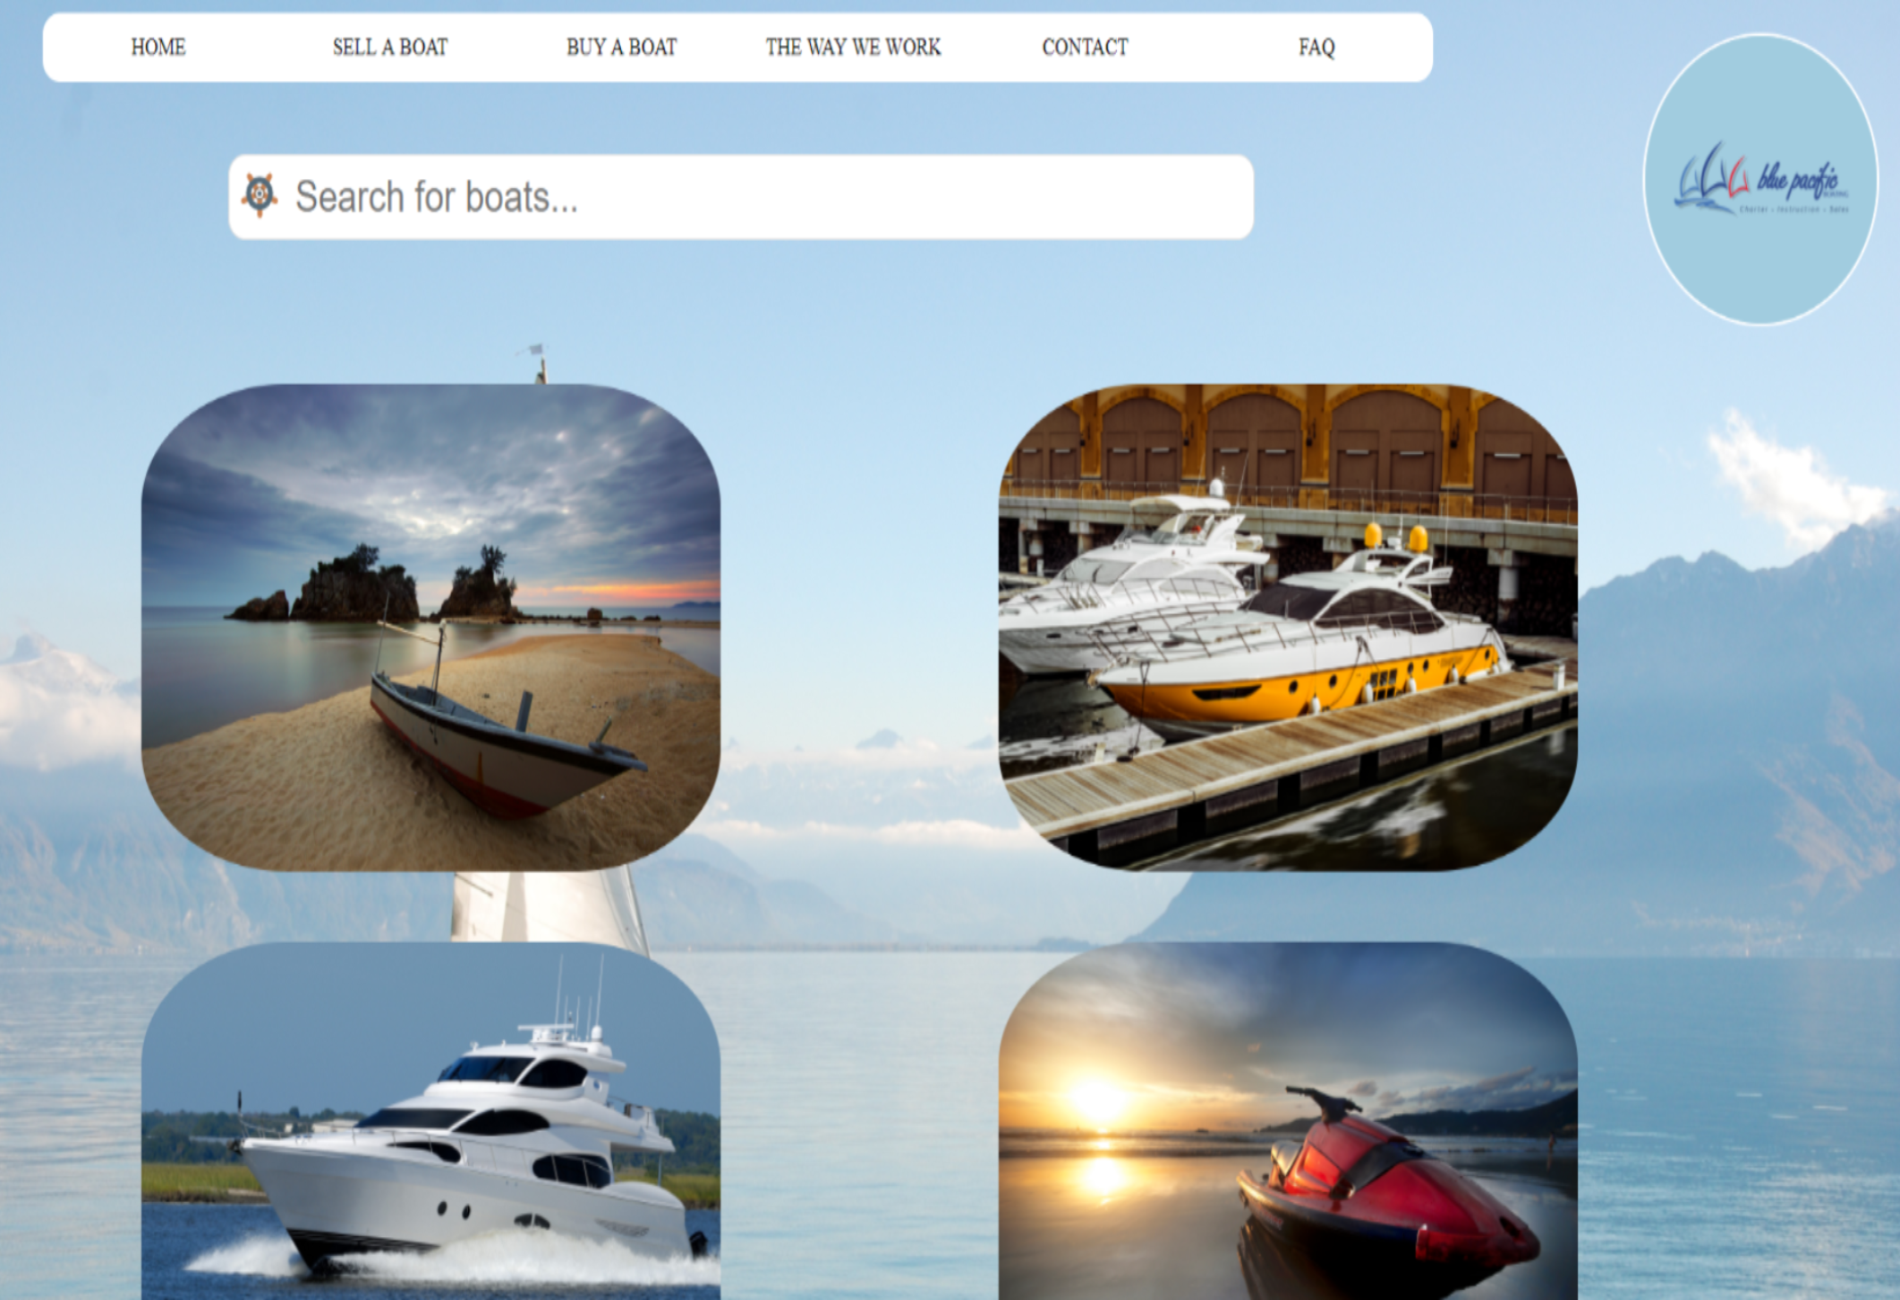 HOME SELL A BOAT BUY A BOAT THE WAY WE WORK CONTACT FAQ
Search for boats...
blue pacific
BOATING
Charter - Instruction - Sales